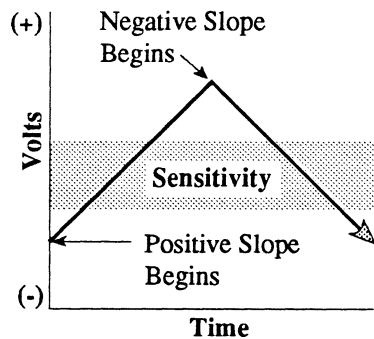 (+)
Negative Slope
Begins
Volts
Sensitivity
Positive Slope
Begins
(-)
Time